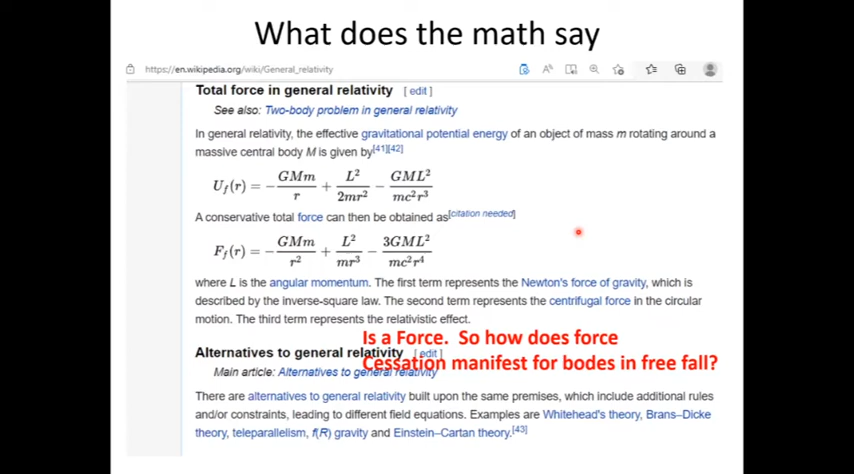 What does the math say
https://en.wikipedia.org/wiki/General_relativity
Total force in general relativity [ edit ]
See also: Two-body problem in general relativity
In general relativity, the effective gravitational potential energy of an object of mass m rotating around a
massive central body M is given by[41][42]
U_f(r) = −GMm/r + L²/2mr² − GML²/mc²r³
A conservative total force can then be obtained as[citation needed]
F_f(r) = −GMm/r² + L²/mr³ − 3GML²/mc²r⁴
where L is the angular momentum. The first term represents the Newton's force of gravity, which is
described by the inverse-square law. The second term represents the centrifugal force in the circular
motion. The third term represents the relativistic effect.
Is a Force. So how does force
Cessation manifest for bodes in free fall?
Alternatives to general relativity [ edit ]
Main article: Alternatives to general relativity
There are alternatives to general relativity built upon the same premises, which include additional rules
and/or constraints, leading to different field equations. Examples are Whitehead's theory, Brans–Dicke
theory, teleparallelism, f(R) gravity and Einstein–Cartan theory.[43]